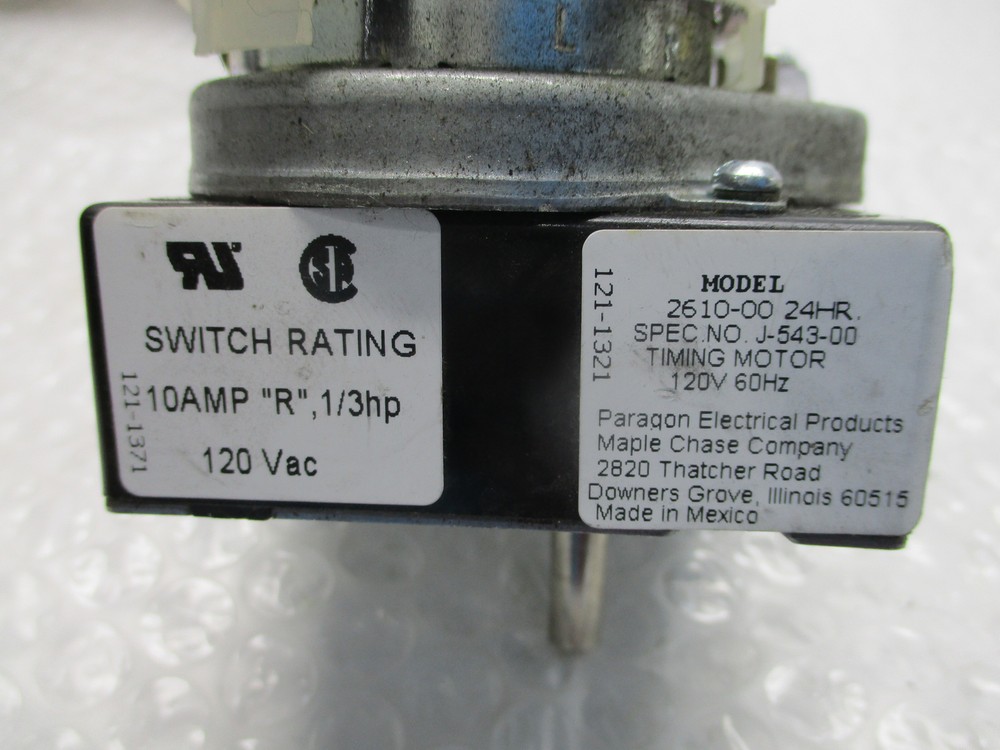 L
RU
SWITCH RATING
10AMP "R",1/3hp
120 Vac
121-1371
121-1321
MODEL
2610-00 24HR.
SPEC.NO. J-543-00
TIMING MOTOR
120V 60Hz
Paragon Electrical Products
Maple Chase Company
2820 Thatcher Road
Downers Grove, Illinois 60515
Made in Mexico